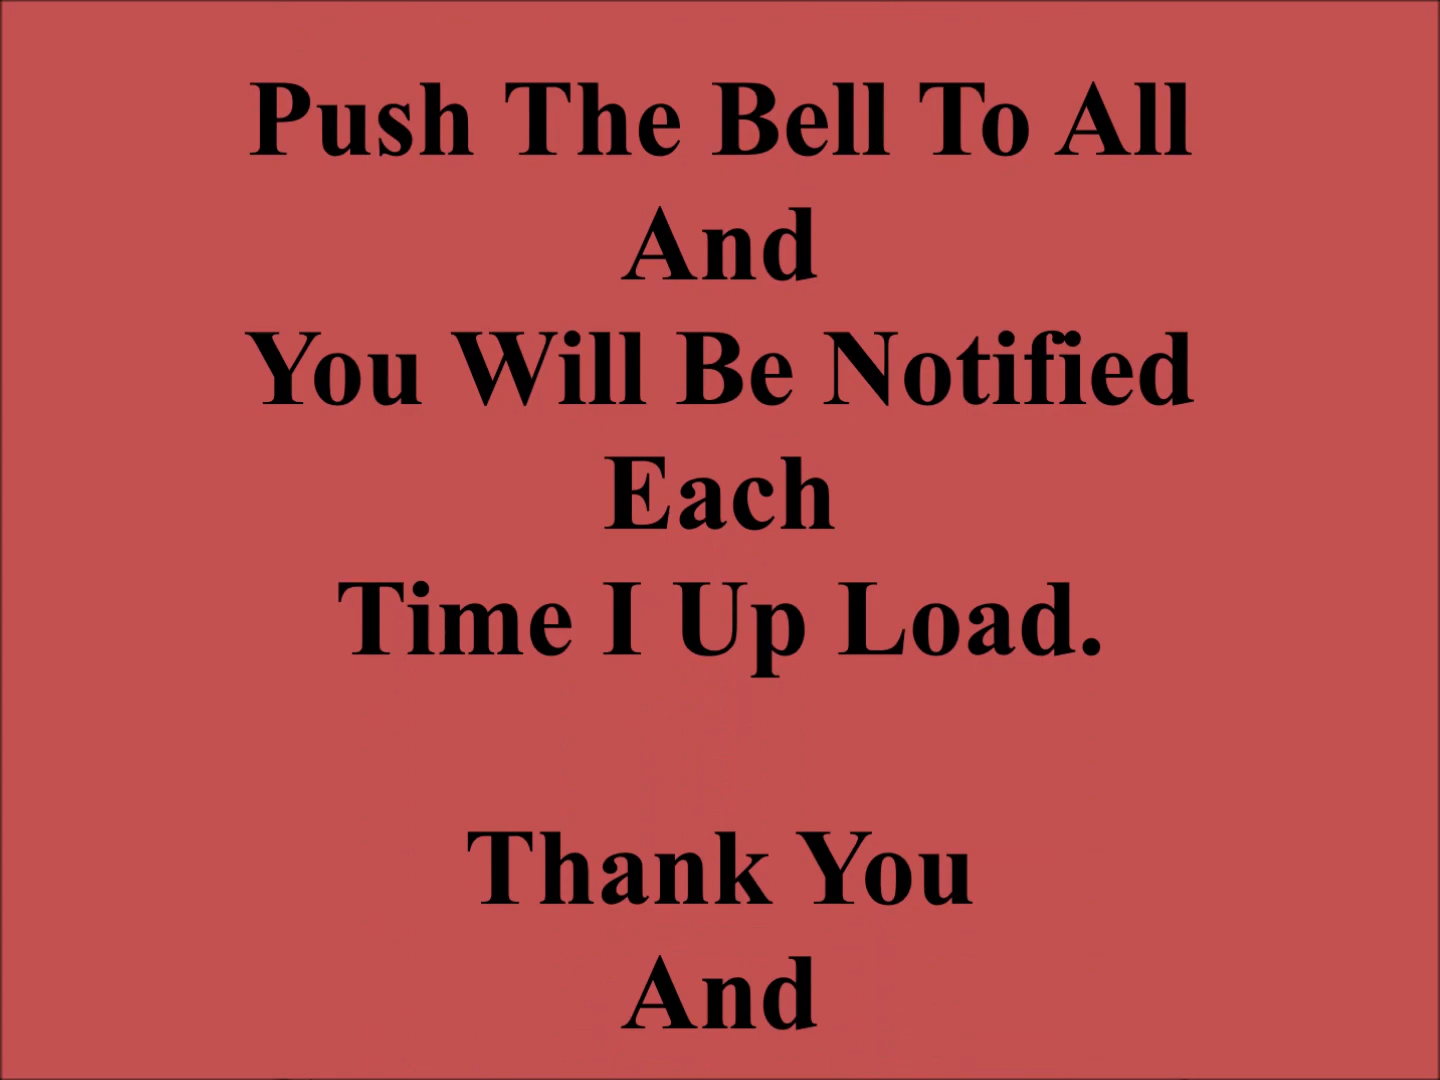 Push The Bell To All
And
You Will Be Notified
Each
Time I Up Load.
Thank You
And